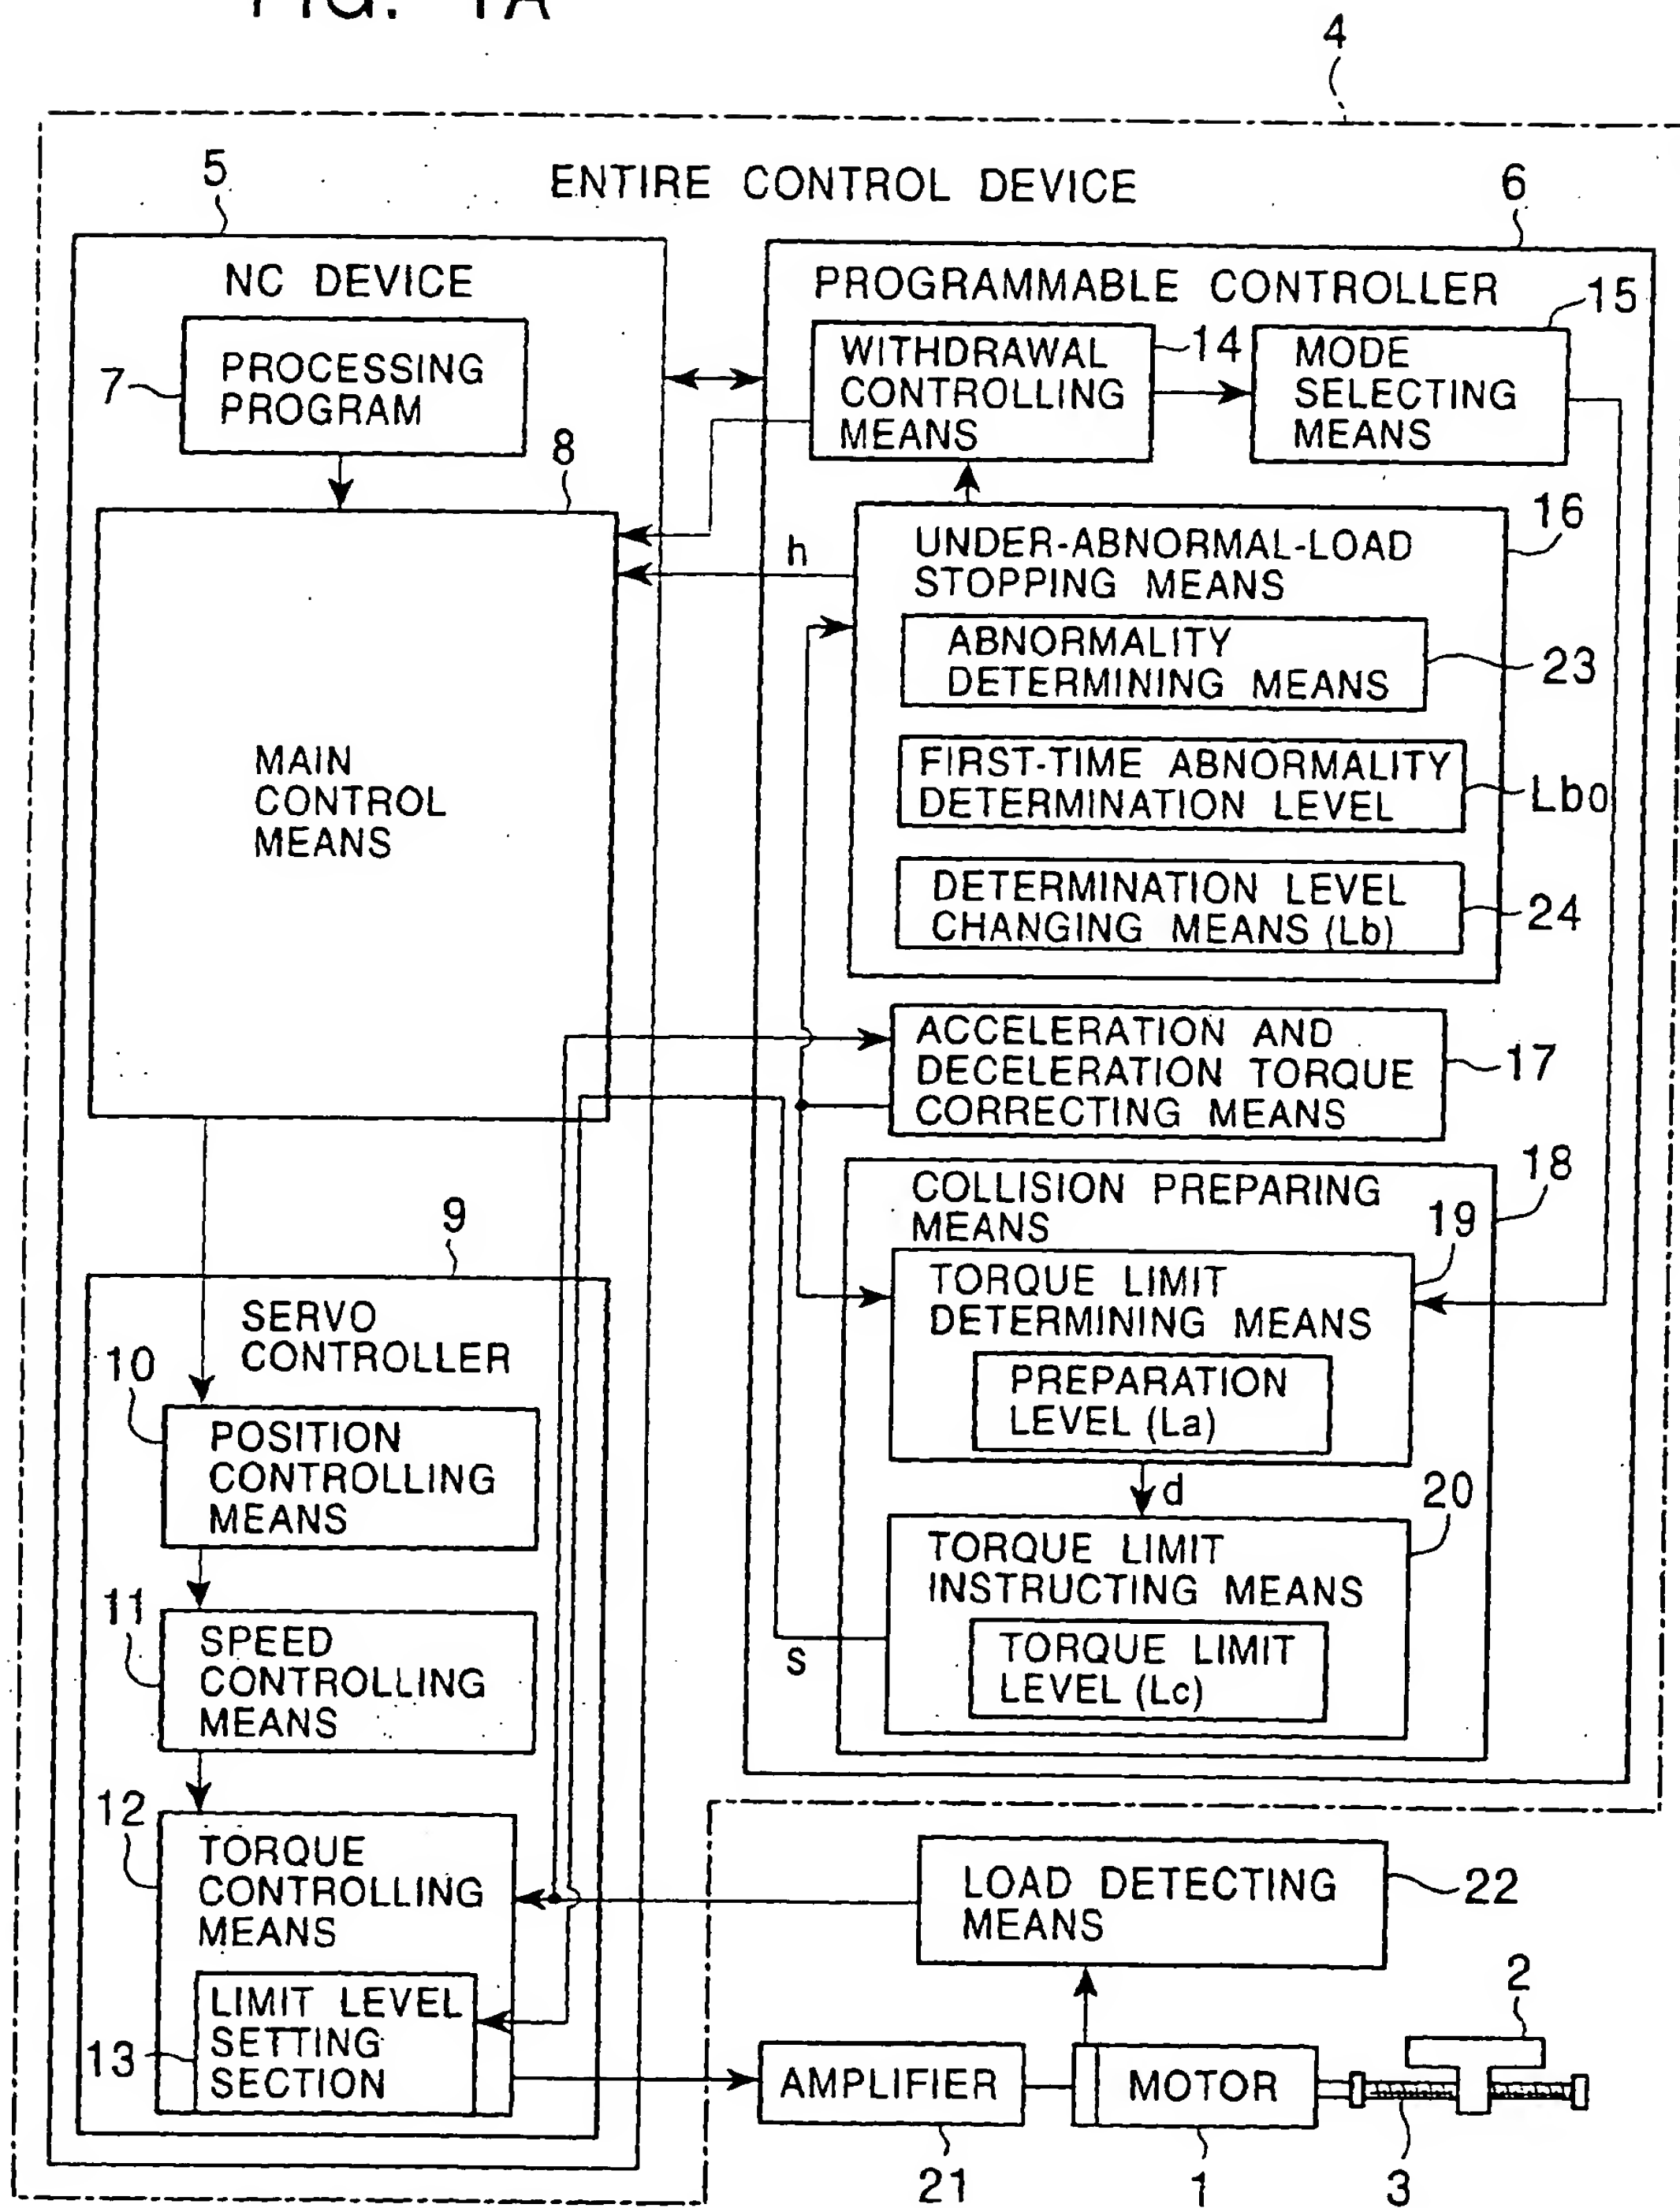 FIG. 1A
4
ENTIRE CONTROL DEVICE
5
6
NC DEVICE
PROCESSING
PROGRAM
7
8
MAIN
CONTROL
MEANS
9
SERVO
CONTROLLER
10
POSITION
CONTROLLING
MEANS
11
SPEED
CONTROLLING
MEANS
12
TORQUE
CONTROLLING
MEANS
LIMIT LEVEL
SETTING
SECTION
13
PROGRAMMABLE CONTROLLER
WITHDRAWAL
CONTROLLING
MEANS
14
MODE
SELECTING
MEANS
15
h
UNDER-ABNORMAL-LOAD
STOPPING MEANS
16
ABNORMALITY
DETERMINING MEANS
23
FIRST-TIME ABNORMALITY
DETERMINATION LEVEL
Lbo
DETERMINATION LEVEL
CHANGING MEANS (Lb)
24
ACCELERATION AND
DECELERATION TORQUE
CORRECTING MEANS
17
COLLISION PREPARING
MEANS
18
19
TORQUE LIMIT
DETERMINING MEANS
PREPARATION
LEVEL (La)
d
20
TORQUE LIMIT
INSTRUCTING MEANS
TORQUE LIMIT
LEVEL (Lc)
s
LOAD DETECTING
MEANS
22
2
AMPLIFIER
MOTOR
21
1
3